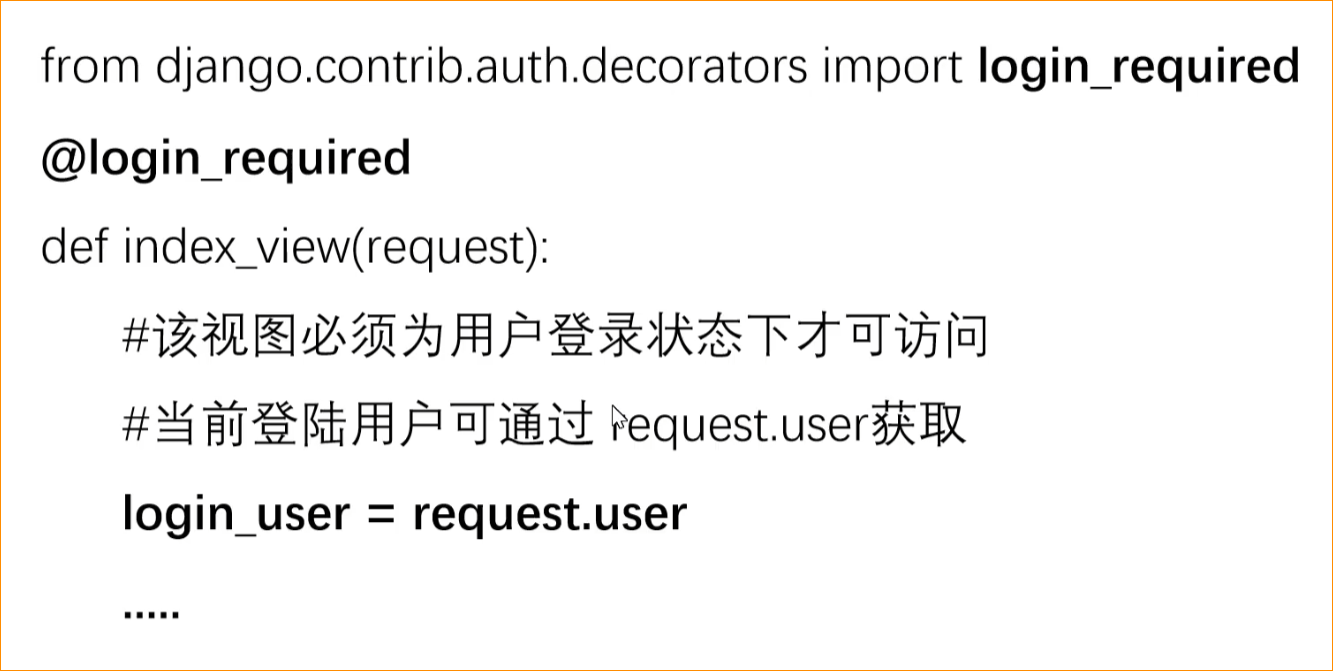 from django.contrib.auth.decorators import login_required
@login_required
def index_view(request):
#该视图必须为用户登录状态下才可访问
#当前登陆用户可通过 request.user获取
login_user = request.user
.....